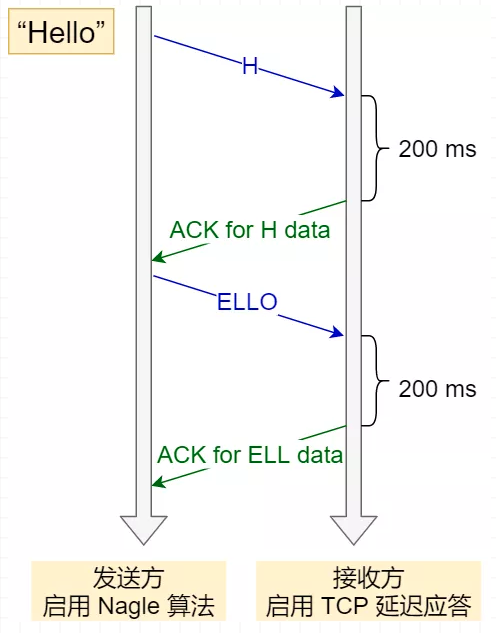 “Hello”
H
200 ms
ACK for H data
ELLO
200 ms
ACK for ELL data
发送方
启用 Nagle 算法
接收方
启用 TCP 延迟应答